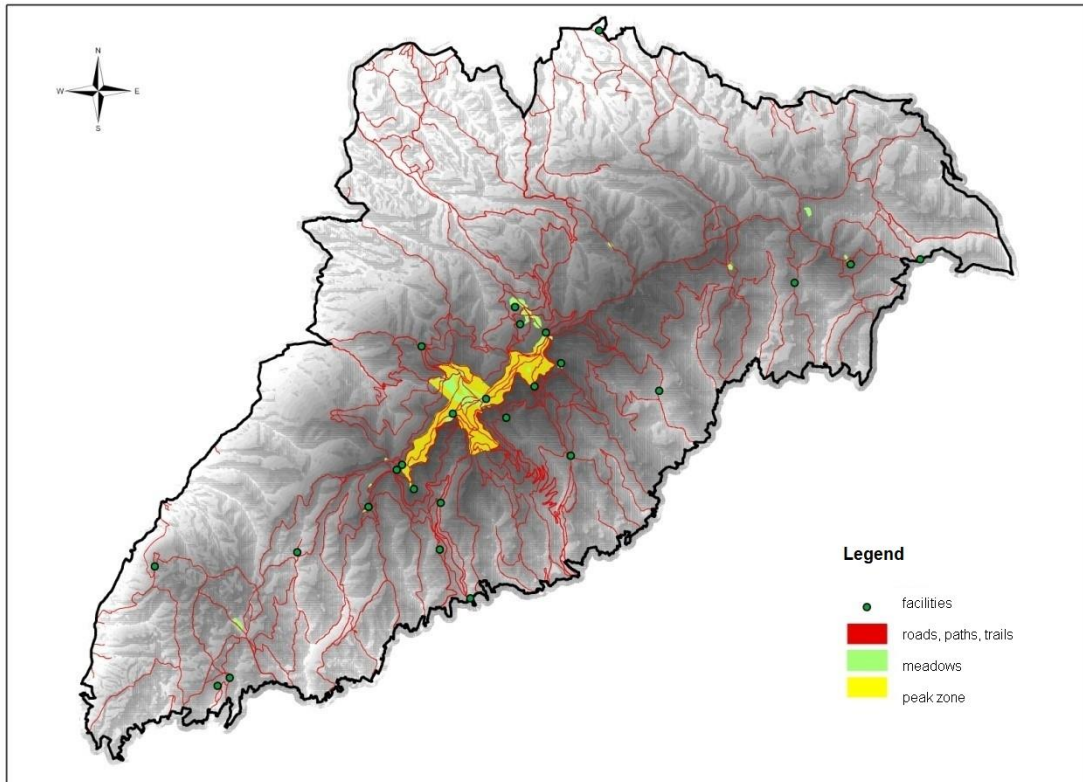 N
W E
S
Legend
facilities
roads, paths, trails
meadows
peak zone